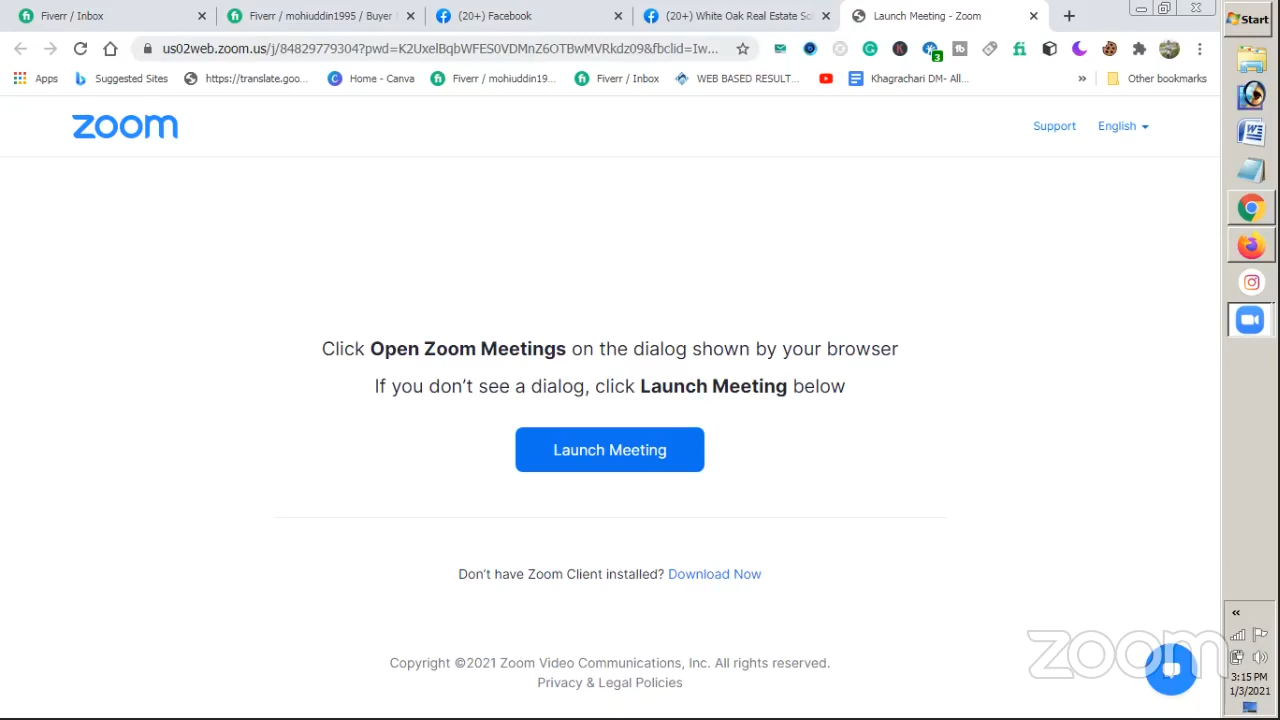 Fiverr / Inbox
Fiverr / mohiuddin1995 / Buyer
(20+) Facebook
(20+) White Oak Real Estate Sc
Launch Meeting - Zoom
Start
us02web.zoom.us/j/84829779304?pwd=K2UxelBqbWFES0VDMnZ6OTBwMVRkdz09&fbclid=Iw...
3
Apps
Suggested Sites
https://translate.goo...
Home - Canva
Fiverr / mohiuddin19...
Fiverr / Inbox
WEB BASED RESULT...
Khagrachari DM- All...
»
Other bookmarks
zoom
Support
English
Click Open Zoom Meetings on the dialog shown by your browser
If you don’t see a dialog, click Launch Meeting below
Launch Meeting
Don’t have Zoom Client installed? Download Now
Copyright ©2021 Zoom Video Communications, Inc. All rights reserved.
Privacy & Legal Policies
zoom
3:15 PM
1/3/2021